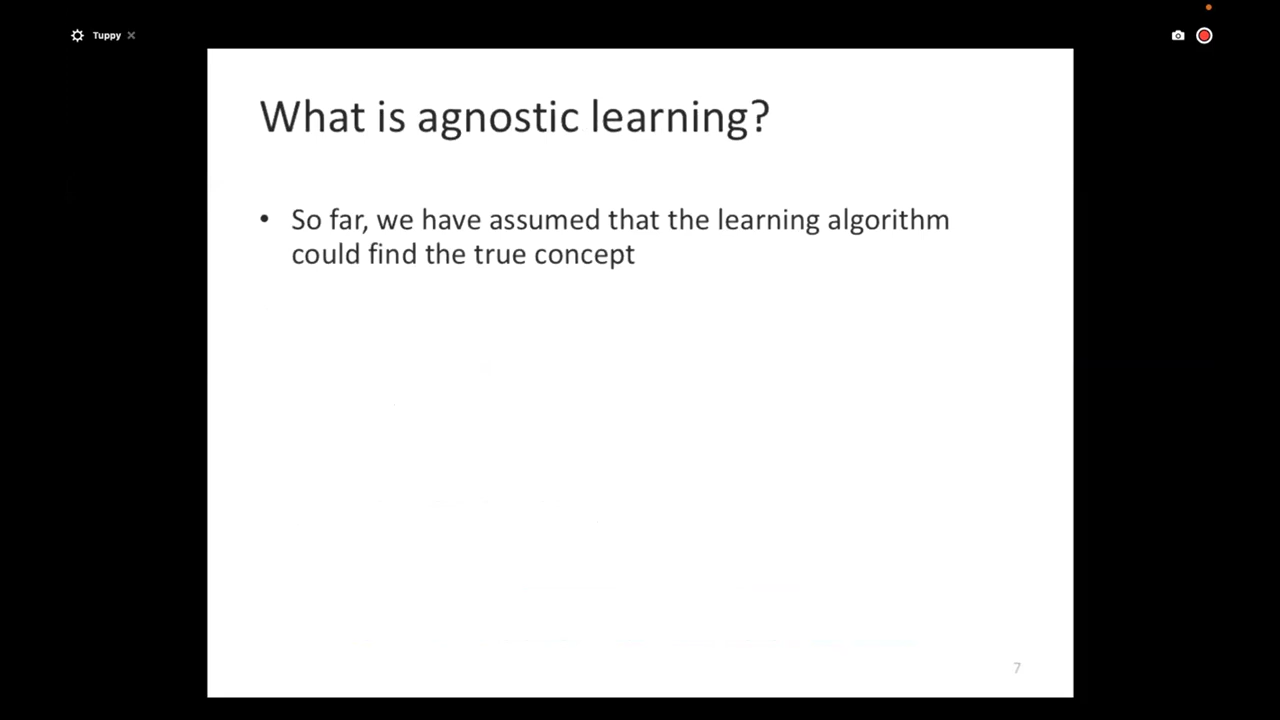 Tuppy
What is agnostic learning?
• So far, we have assumed that the learning algorithm
could find the true concept
7